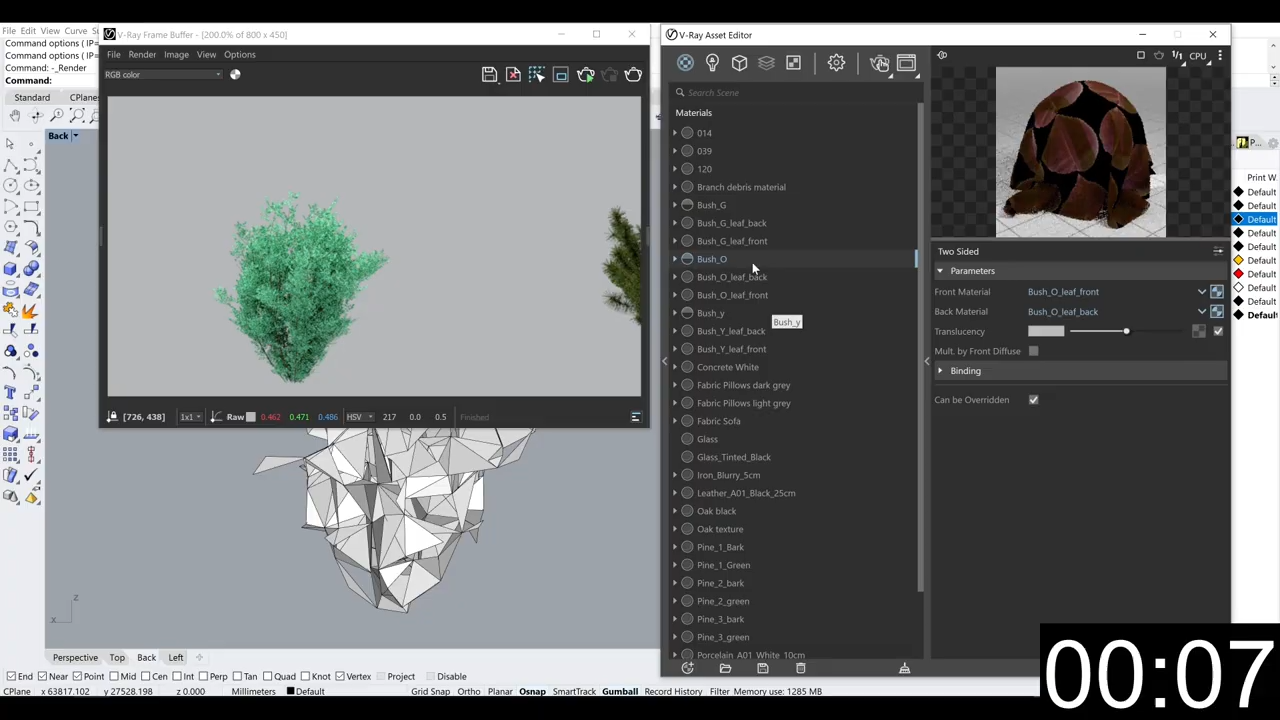 File Edit View Curve Su
V-Ray Frame Buffer - [200.0% of 800 x 450]
V-Ray Asset Editor
Command options ( IP=
Command options ( IP=
Command: -_Render
Command:
File Render Image View Options
RGB color
1/1 CPU
Search Scene
Standard CPlanes
Materials
Back
014
039
120
Branch debris material
Bush_G
Bush_G_leaf_back
Bush_G_leaf_front
Bush_O
Bush_O_leaf_back
Bush_O_leaf_front
Bush_y
Bush_y
Bush_Y_leaf_back
Bush_Y_leaf_front
Concrete White
Fabric Pillows dark grey
Fabric Pillows light grey
Fabric Sofa
Glass
Glass_Tinted_Black
Iron_Blurry_5cm
Leather_A01_Black_25cm
Oak black
Oak texture
Pine_1_Bark
Pine_1_Green
Pine_2_bark
Pine_2_green
Pine_3_bark
Pine_3_green
Porcelain_A01_White_10cm
Two Sided
Parameters
Front Material Bush_O_leaf_front
Back Material Bush_O_leaf_back
Translucency
Mult. by Front Diffuse
Binding
Can be Overridden
P...
Print W
Default
Default
Default
Default
Default
Default
Default
Default
Default
Default
[726, 438] 1x1 Raw 0.462 0.471 0.486 HSV 217 0.0 0.5 Finished
z
x
Perspective Top Back Left
End Near Point Mid Cen Int Perp Tan Quad Knot Vertex Project Disable
CPlane x 63817.102 y 27528.198 z 0.000 Millimeters Default Grid Snap Ortho Planar Osnap SmartTrack Gumball Record History Filter Memory use: 1285 MB
00:07